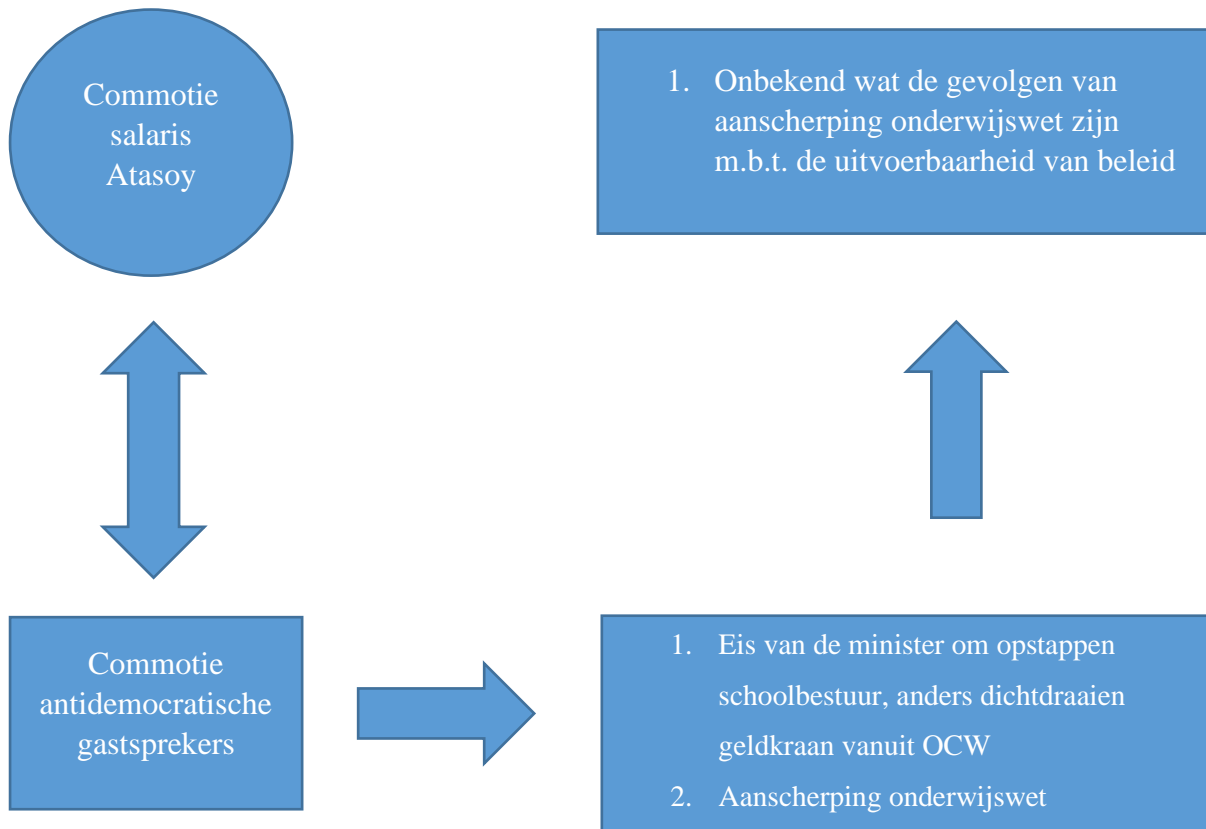 Commotie
salaris
Atasoy
1. Onbekend wat de gevolgen van
aanscherping onderwijswet zijn
m.b.t. de uitvoerbaarheid van beleid
Commotie
antidemocratische
gastsprekers
1. Eis van de minister om opstappen
schoolbestuur, anders dichtdraaien
geldkraan vanuit OCW
2. Aanscherping onderwijswet